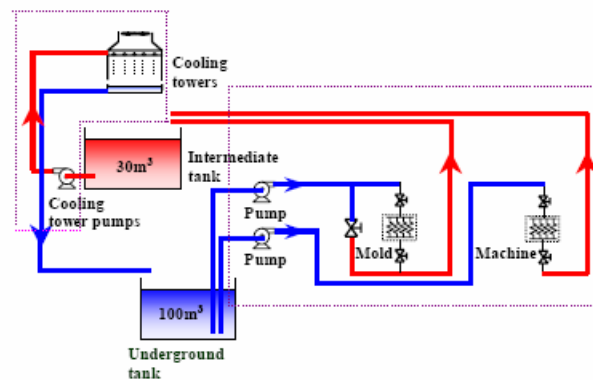 Cooling
towers
30m³
Intermediate
tank
Cooling
tower pumps
Pump
Pump
Mold
Machine
100m³
Underground
tank